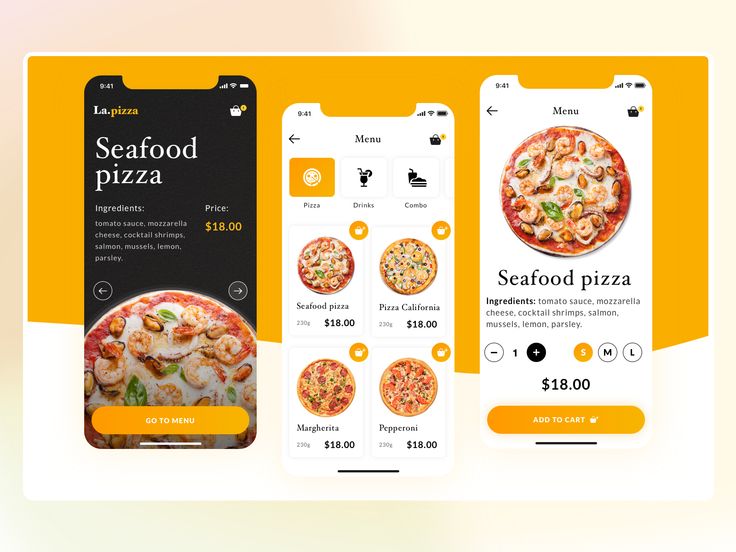 9:41
La.pizza
Seafood
pizza
Ingredients:
tomato sauce, mozzarella
cheese, cocktail shrimps,
salmon, mussels, lemon,
parsley.
Price:
$18.00
GO TO MENU
9:41
Menu
Pizza
Drinks
Combo
Seafood pizza
230g
$18.00
Pizza California
230g
$18.00
Margherita
230g
$18.00
Pepperoni
230g
$18.00
9:41
Menu
Seafood pizza
Ingredients: tomato sauce, mozzarella
cheese, cocktail shrimps, salmon,
mussels, lemon, parsley.
1
S M L
$18.00
ADD TO CART